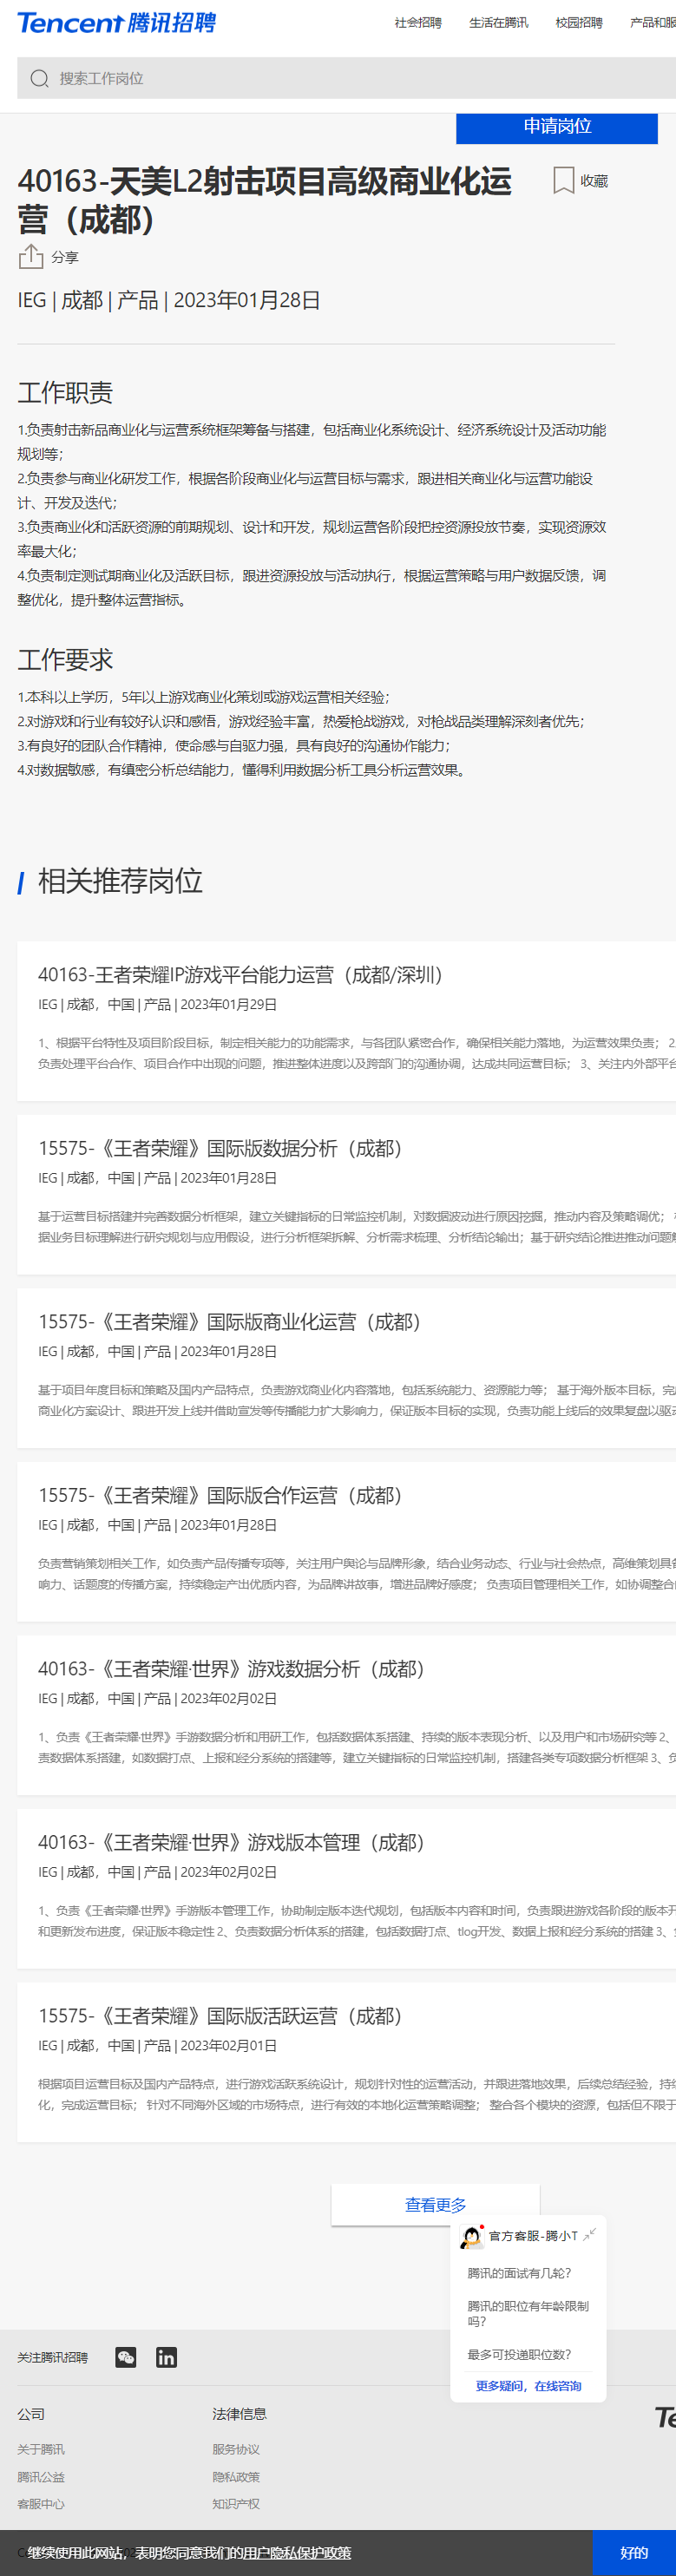 Tencent 腾讯招聘
社会招聘 生活在腾讯 校园招聘 产品和服
搜索工作岗位
申请岗位
40163-天美L2射击项目高级商业化运
营（成都）
收藏
分享
IEG | 成都 | 产品 | 2023年01月28日
工作职责
1.负责射击新品商业化与运营系统框架筹备与搭建，包括商业化系统设计、经济系统设计及活动功能
规划等；
2.负责参与商业化研发工作，根据各阶段商业化与运营目标与需求，跟进相关商业化与运营功能设
计、开发及迭代；
3.负责商业化和活跃资源的前期规划、设计和开发，规划运营各阶段把控资源投放节奏，实现资源效
率最大化；
4.负责制定测试期商业化及活跃目标，跟进资源投放与活动执行，根据运营策略与用户数据反馈，调
整优化，提升整体运营指标。
工作要求
1.本科以上学历，5年以上游戏商业化策划或游戏运营相关经验；
2.对游戏和行业有较好认识和感悟，游戏经验丰富，热爱枪战游戏，对枪战品类理解深刻者优先；
3.有良好的团队合作精神，使命感与自驱力强，具有良好的沟通协作能力；
4.对数据敏感，有缜密分析总结能力，懂得利用数据分析工具分析运营效果。
相关推荐岗位
40163-王者荣耀IP游戏平台能力运营（成都/深圳）
IEG | 成都，中国 | 产品 | 2023年01月29日
1、根据平台特性及项目阶段目标，制定相关能力的功能需求，与各团队紧密合作，确保相关能力落地，为运营效果负责； 2
负责处理平台合作、项目合作中出现的问题，推进整体进度以及跨部门的沟通协调，达成共同运营目标； 3、关注内外部平台
15575-《王者荣耀》国际版数据分析（成都）
IEG | 成都，中国 | 产品 | 2023年01月28日
基于运营目标搭建并完善数据分析框架，建立关键指标的日常监控机制，对数据波动进行原因挖掘，推动内容及策略调优；
据业务目标理解进行研究规划与应用假设，进行分析框架拆解、分析需求梳理、分析结论输出；基于研究结论推进推动问题解
15575-《王者荣耀》国际版商业化运营（成都）
IEG | 成都，中国 | 产品 | 2023年01月28日
基于项目年度目标和策略及国内产品特点，负责游戏商业化内容落地，包括系统能力、资源能力等； 基于海外版本目标，完
商业化方案设计、跟进开发上线并借助宣发等传播能力扩大影响力，保证版本目标的实现，负责功能上线后的效果复盘以驱
15575-《王者荣耀》国际版合作运营（成都）
IEG | 成都，中国 | 产品 | 2023年01月28日
负责营销策划相关工作，如负责产品传播专项等，关注用户舆论与品牌形象，结合业务动态、行业与社会热点，高维策划具备
响力、话题度的传播方案，持续稳定产出优质内容，为品牌讲故事，增进品牌好感度； 负责项目管理相关工作，如协调整合
40163-《王者荣耀·世界》游戏数据分析（成都）
IEG | 成都，中国 | 产品 | 2023年02月02日
1、负责《王者荣耀·世界》手游数据分析和用研工作，包括数据体系搭建、持续的版本表现分析、以及用户和市场研究等 2、
责数据体系搭建，如数据打点、上报和经分系统的搭建等，建立关键指标的日常监控机制，搭建各类专项数据分析框架 3、负
40163-《王者荣耀·世界》游戏版本管理（成都）
IEG | 成都，中国 | 产品 | 2023年02月02日
1、负责《王者荣耀·世界》手游版本管理工作，协助制定版本迭代规划，包括版本内容和时间，负责跟进游戏各阶段的版本开
和更新发布进度，保证版本稳定性 2、负责数据分析体系的搭建，包括数据打点、tlog开发、数据上报和经分系统的搭建 3、
15575-《王者荣耀》国际版活跃运营（成都）
IEG | 成都，中国 | 产品 | 2023年02月01日
根据项目运营目标及国内产品特点，进行游戏活跃系统设计，规划针对性的运营活动，并跟进落地效果，后续总结经验，持续
化，完成运营目标； 针对不同海外区域的市场特点，进行有效的本地化运营策略调整； 整合各个模块的资源，包括但不限于
查看更多
官方客服-腾小T
腾讯的面试有几轮？
腾讯的职位有年龄限制
吗？
最多可投递职位数？
更多疑问，在线咨询
关注腾讯招聘
公司 法律信息
关于腾讯 服务协议
腾讯公益 隐私政策
客服中心 知识产权
继续使用此网站，表明您同意我们的用户隐私保护政策
好的